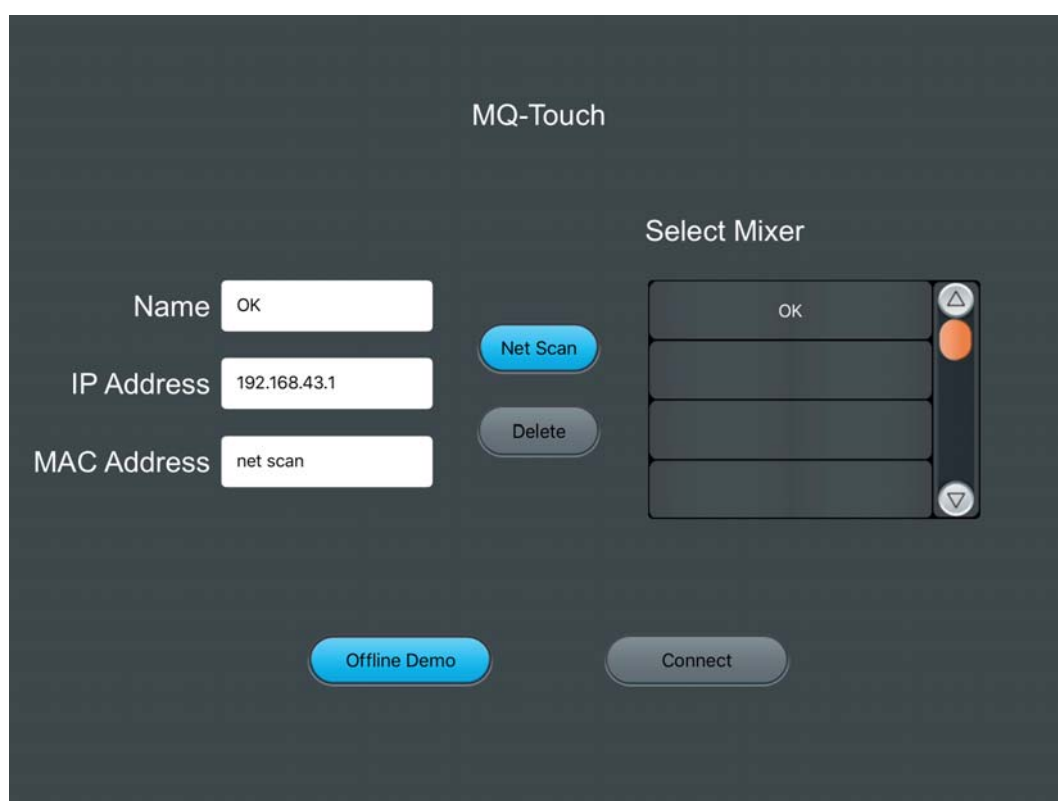 MQ-Touch
Select Mixer
Name
OK
IP Address
192.168.43.1
MAC Address
net scan
Net Scan
Delete
OK
Offline Demo
Connect